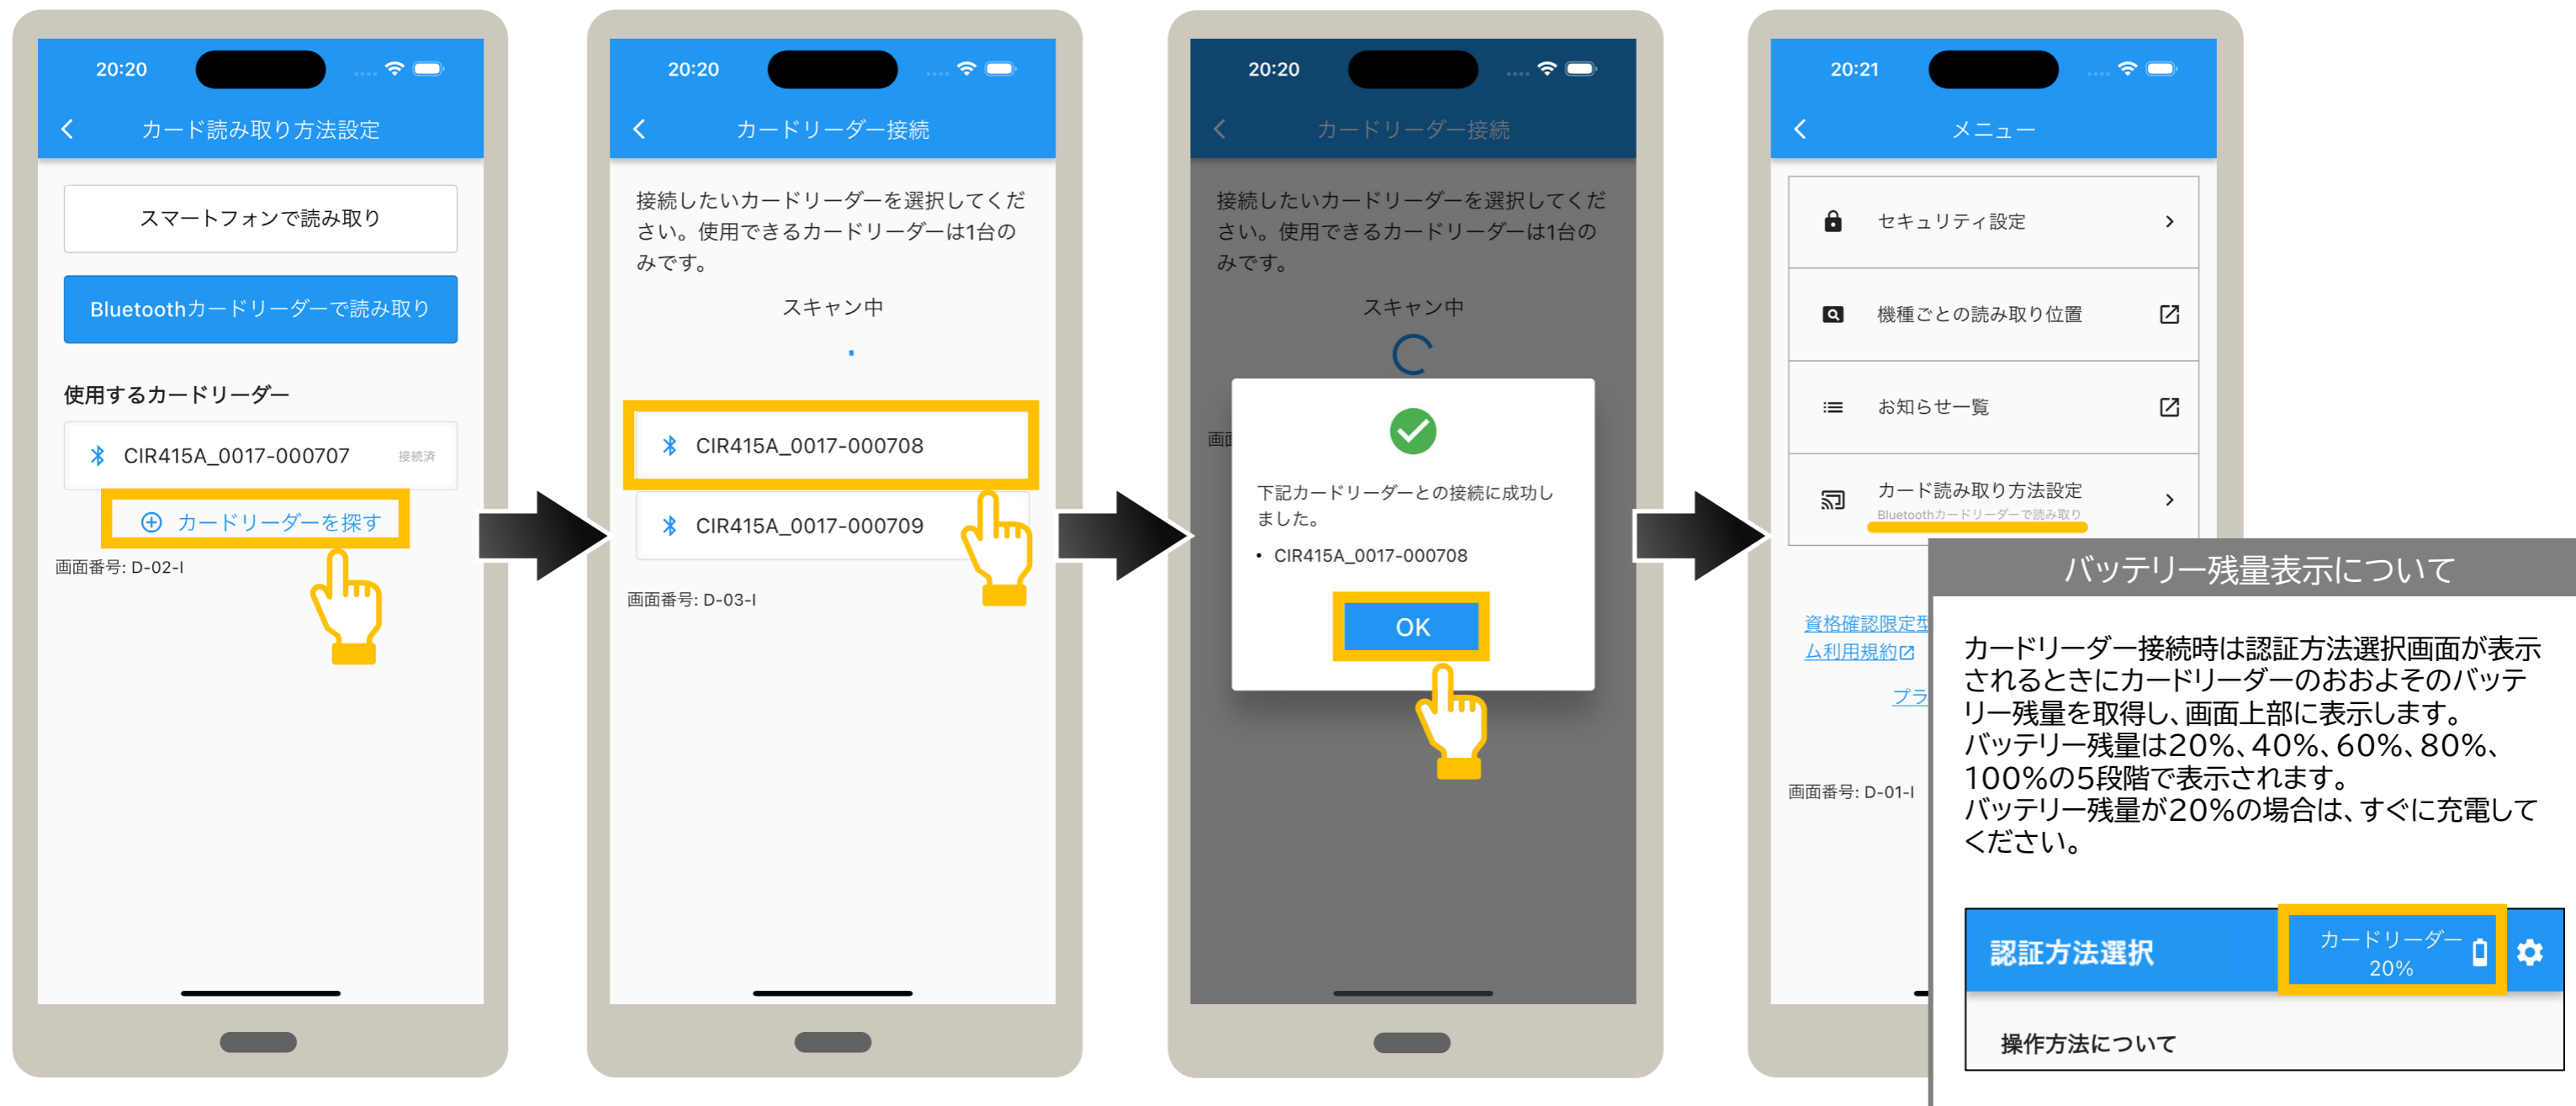 20:20
カード読み取り方法設定
スマートフォンで読み取り
Bluetoothカードリーダーで読み取り
使用するカードリーダー
CIR415A_0017-000707 接続済
カードリーダーを探す
画面番号: D-02-I
20:20
カードリーダー接続
接続したいカードリーダーを選択してくだ
さい。使用できるカードリーダーは1台の
みです。
スキャン中
CIR415A_0017-000708
CIR415A_0017-000709
画面番号: D-03-I
20:20
カードリーダー接続
接続したいカードリーダーを選択してくだ
さい。使用できるカードリーダーは1台の
みです。
スキャン中
画面
下記カードリーダーとの接続に成功し
ました。
• CIR415A_0017-000708
OK
20:21
メニュー
セキュリティ設定
機種ごとの読み取り位置
お知らせ一覧
カード読み取り方法設定
Bluetoothカードリーダーで読み取り
資格確認限定型
ム利用規約
プラ
画面番号: D-01-I
バッテリー残量表示について
カードリーダー接続時は認証方法選択画面が表示
されるときにカードリーダーのおおよそのバッテ
リー残量を取得し、画面上部に表示します。
バッテリー残量は20%、40%、60%、80%、
100%の5段階で表示されます。
バッテリー残量が20%の場合は、すぐに充電して
ください。
認証方法選択
カードリーダー
20%
操作方法について